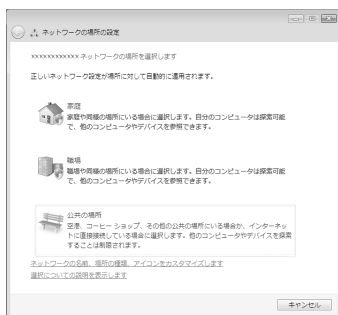 ネットワークの場所の設定
xxxxxxxxxxxx ネットワークの場所を選択します
正しいネットワーク設定が場所に対して自動的に適用されます。
家庭
家庭や同様の場所にいる場合に選択します。自分のコンピュータは探索可能
で、他のコンピュータやデバイスを参照できます。
職場
職場や同様の場所にいる場合に選択します。自分のコンピュータは探索可能
で、他のコンピュータやデバイスを参照できます。
公共の場所
空港、コーヒー ショップ、その他の公共の場所にいる場合か、インターネッ
トに直接接続している場合に選択します。他のコンピュータやデバイスを探索
することは制限されます。
ネットワークの名前、場所の種類、アイコンをカスタマイズします
選択についての説明を表示します
キャンセル